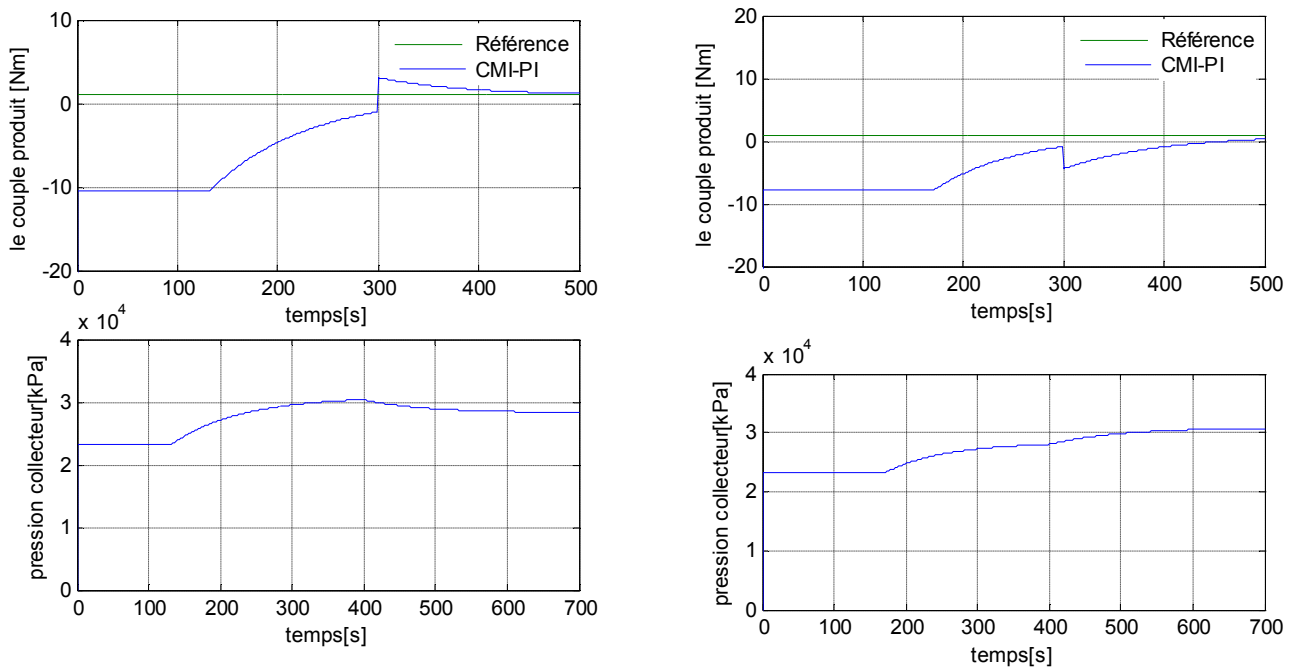 10
0
-10
-20
le couple produit [Nm]
Référence
CMI-PI
0 100 200 300 400 500
temps[s]
20
10
0
-10
-20
le couple produit [Nm]
Référence
CMI-PI
0 100 200 300 400 500
temps[s]
x 10^4
4
3
2
1
0
pression collecteur[kPa]
0 100 200 300 400 500 600 700
temps[s]
x 10^4
4
3
2
1
0
pression collecteur[kPa]
0 100 200 300 400 500 600 700
temps[s]